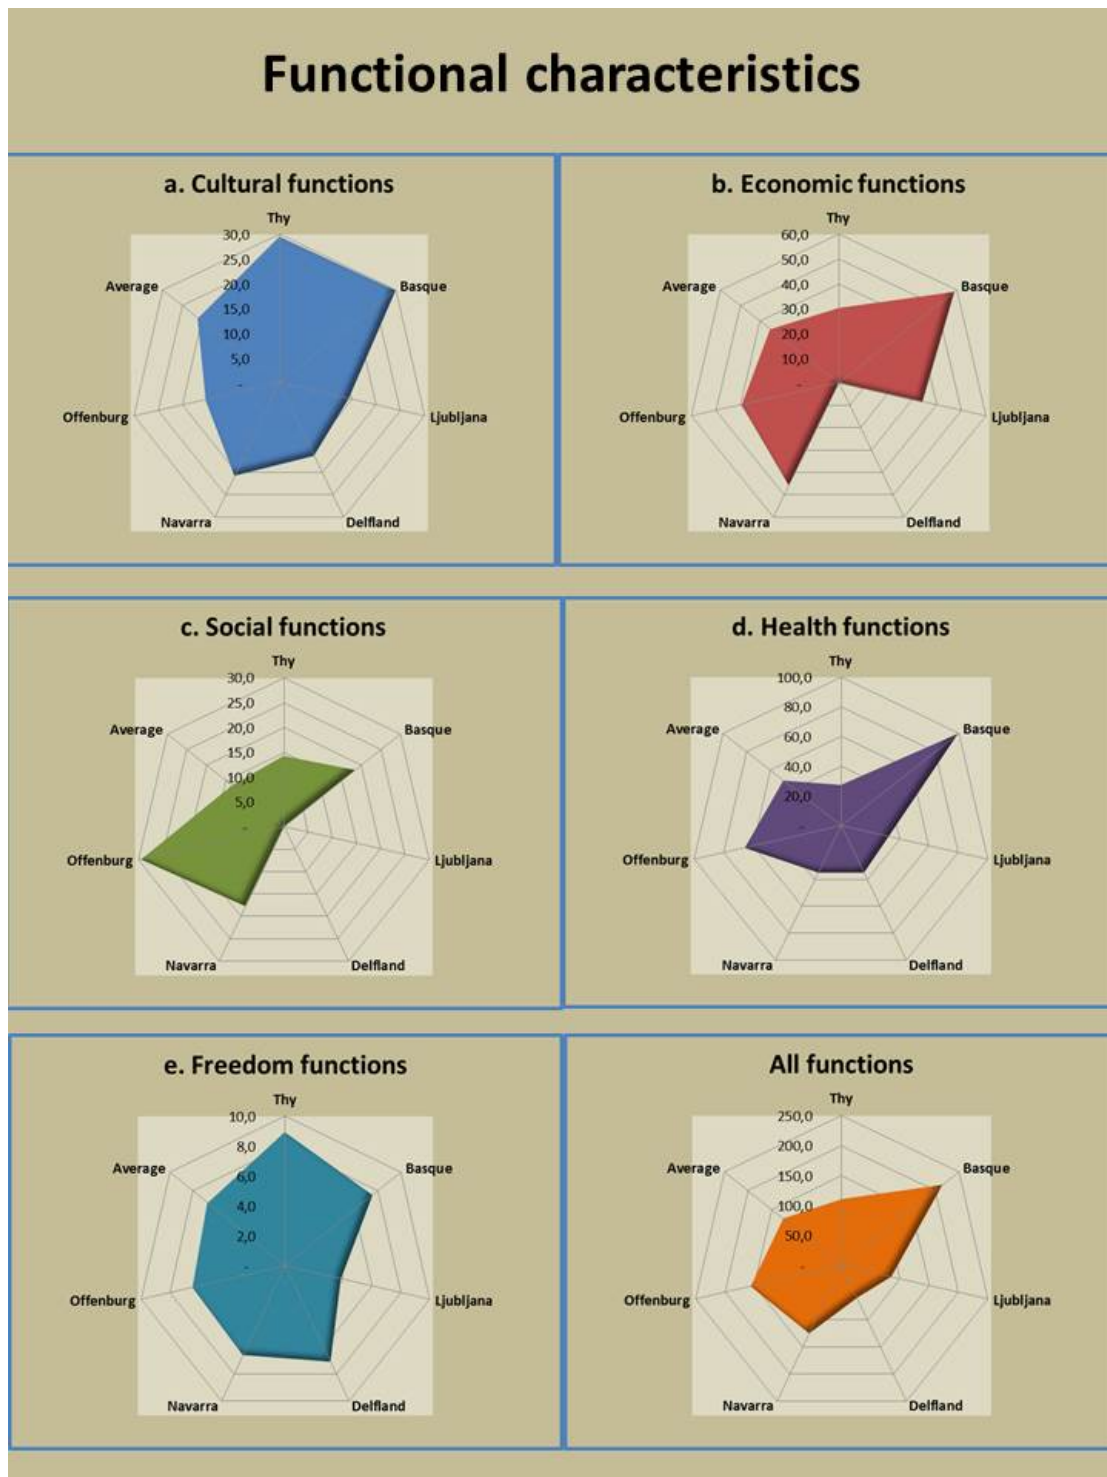 Functional characteristics
a. Cultural functions
Thy
30,0
25,0
20,0
15,0
10,0
5,0
-
Average
Basque
Offenburg
Ljubljana
Navarra
Delfland
b. Economic functions
Thy
60,0
50,0
40,0
30,0
20,0
10,0
-
Average
Basque
Offenburg
Ljubljana
Navarra
Delfland
c. Social functions
Thy
30,0
25,0
20,0
15,0
10,0
5,0
-
Average
Basque
Offenburg
Ljubljana
Navarra
Delfland
d. Health functions
Thy
100,0
80,0
60,0
40,0
20,0
-
Average
Basque
Offenburg
Ljubljana
Navarra
Delfland
e. Freedom functions
Thy
10,0
8,0
6,0
4,0
2,0
-
Average
Basque
Offenburg
Ljubljana
Navarra
Delfland
All functions
Thy
250,0
200,0
150,0
100,0
50,0
-
Average
Basque
Offenburg
Ljubljana
Navarra
Delfland